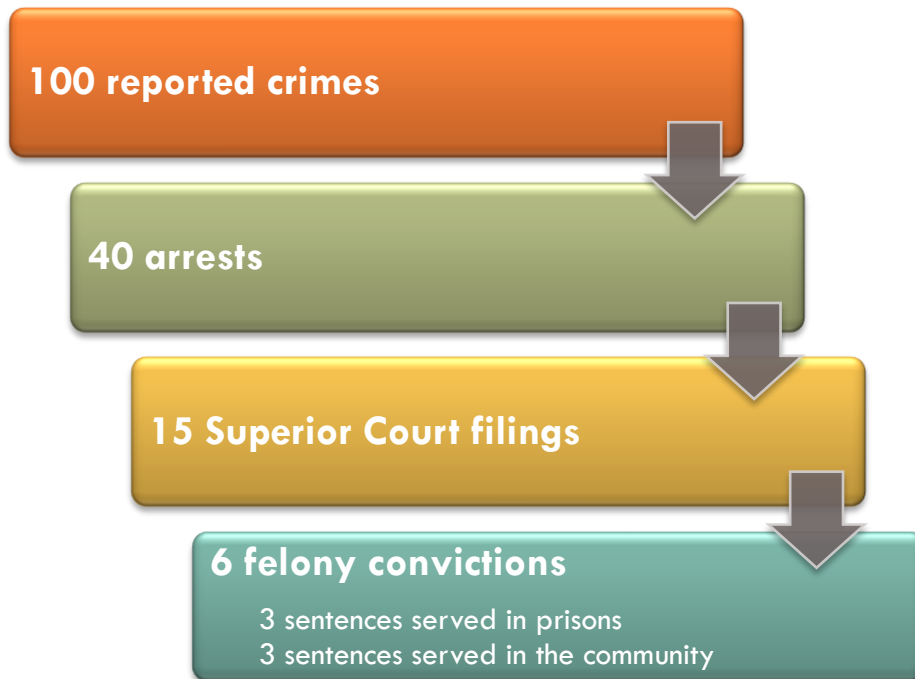 100 reported crimes
40 arrests
15 Superior Court filings
6 felony convictions
3 sentences served in prisons
3 sentences served in the community